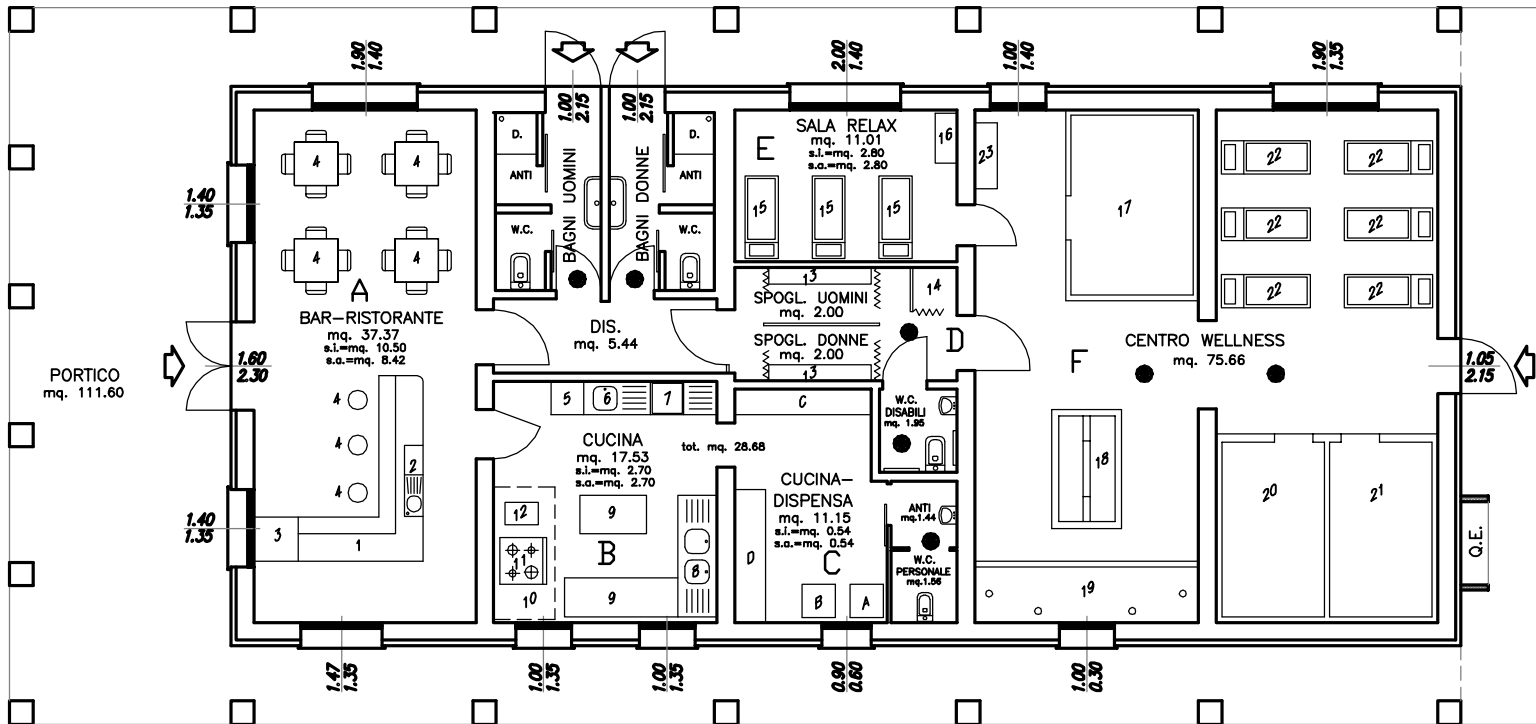 1.90
1.40
1.00
2.15
1.00
2.15
2.00
1.40
1.00
1.40
1.90
1.35
4
4
4
4
A
BAR-RISTORANTE
mq. 37.37
s.i.=mq. 10.50
s.a.=mq. 8.42
1.40
1.35
1.60
2.30
PORTICO
mq. 111.60
4
4
4
2
3
1
1.40
1.35
1.47
1.35
D.
ANTI
W.C.
BAGNI UOMINI
BAGNI DONNE
D.
ANTI
W.C.
DIS.
mq. 5.44
E
SALA RELAX
mq. 11.01
s.i.=mq. 2.80
s.a.=mq. 2.80
16
15
15
15
13
14
SPOGL. UOMINI
mq. 2.00
SPOGL. DONNE
mq. 2.00
13
D
5
6
7
CUCINA
mq. 17.53
s.i.=mq. 2.70
s.a.=mq. 2.70
tot. mq. 28.68
12
9
11
B
8
10
9
1.00
1.35
1.00
1.35
C
CUCINA-
DISPENSA
mq. 11.15
s.i.=mq. 0.54
s.a.=mq. 0.54
D
C
B
A
0.90
0.60
W.C.
DISABILI
mq. 1.95
ANTI
mq.1.44
W.C.
PERSONALE
mq.1.56
23
17
22
22
22
22
22
22
F
CENTRO WELLNESS
mq. 75.66
1.05
2.15
18
20
21
19
Q.E.
1.00
0.30